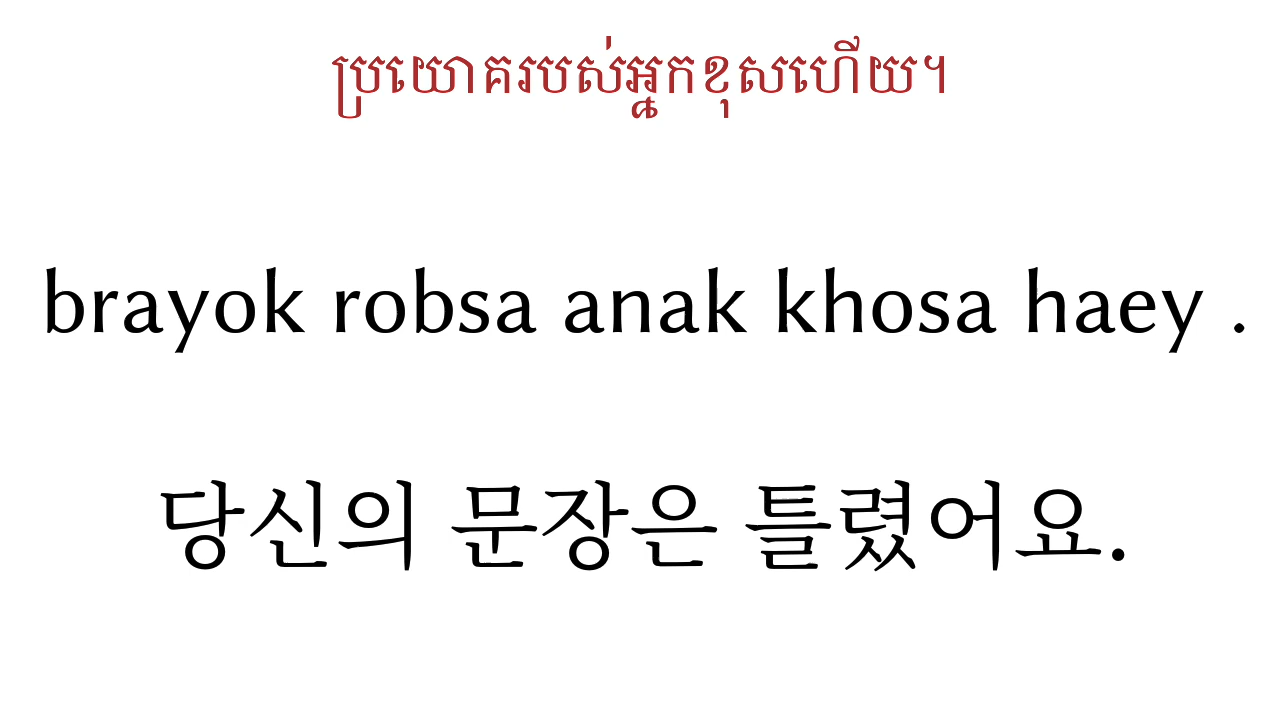 ប្រយោគរបស់អ្នកខុសហើយ។
brayok robsa anak khosa haey .
당신의 문장은 틀렸어요.